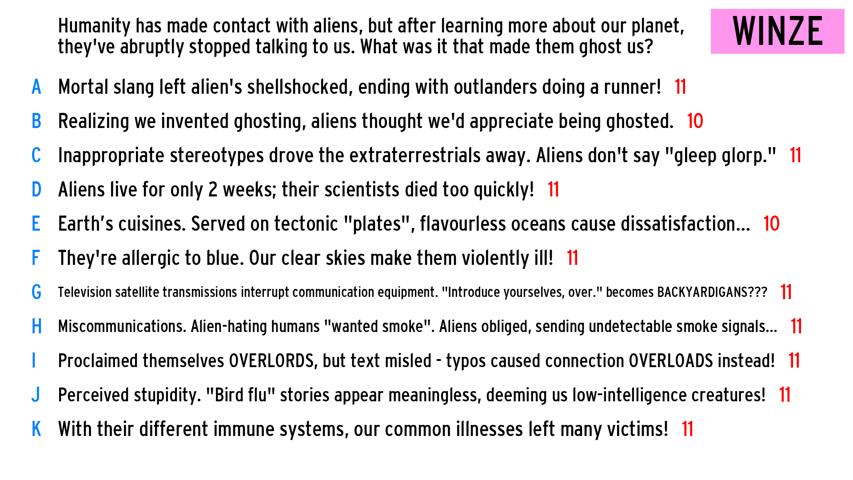 Humanity has made contact with aliens, but after learning more about our planet,
they've abruptly stopped talking to us. What was it that made them ghost us?
WINZE
A Mortal slang left alien's shellshocked, ending with outlanders doing a runner! 11
B Realizing we invented ghosting, aliens thought we'd appreciate being ghosted. 10
C Inappropriate stereotypes drove the extraterrestrials away. Aliens don't say "gleep glorp." 11
D Aliens live for only 2 weeks; their scientists died too quickly! 11
E Earth’s cuisines. Served on tectonic "plates", flavourless oceans cause dissatisfaction... 10
F They're allergic to blue. Our clear skies make them violently ill! 11
G Television satellite transmissions interrupt communication equipment. "Introduce yourselves, over." becomes BACKYARDIGANS??? 11
H Miscommunications. Alien-hating humans "wanted smoke". Aliens obliged, sending undetectable smoke signals... 11
I Proclaimed themselves OVERLORDS, but text misled - typos caused connection OVERLOADS instead! 11
J Perceived stupidity. "Bird flu" stories appear meaningless, deeming us low-intelligence creatures! 11
K With their different immune systems, our common illnesses left many victims! 11